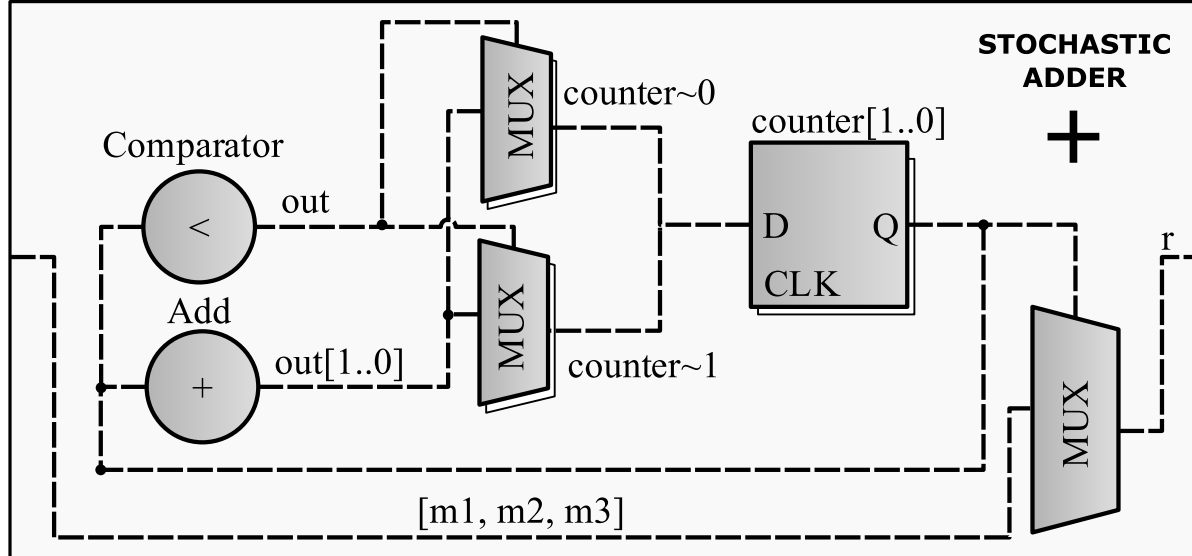 STOCHASTIC
ADDER
+
counter~0
MUX
counter[1..0]
Comparator
<
out
D
Q
CLK
r
MUX
Add
+
out[1..0]
counter~1
MUX
[m1, m2, m3]